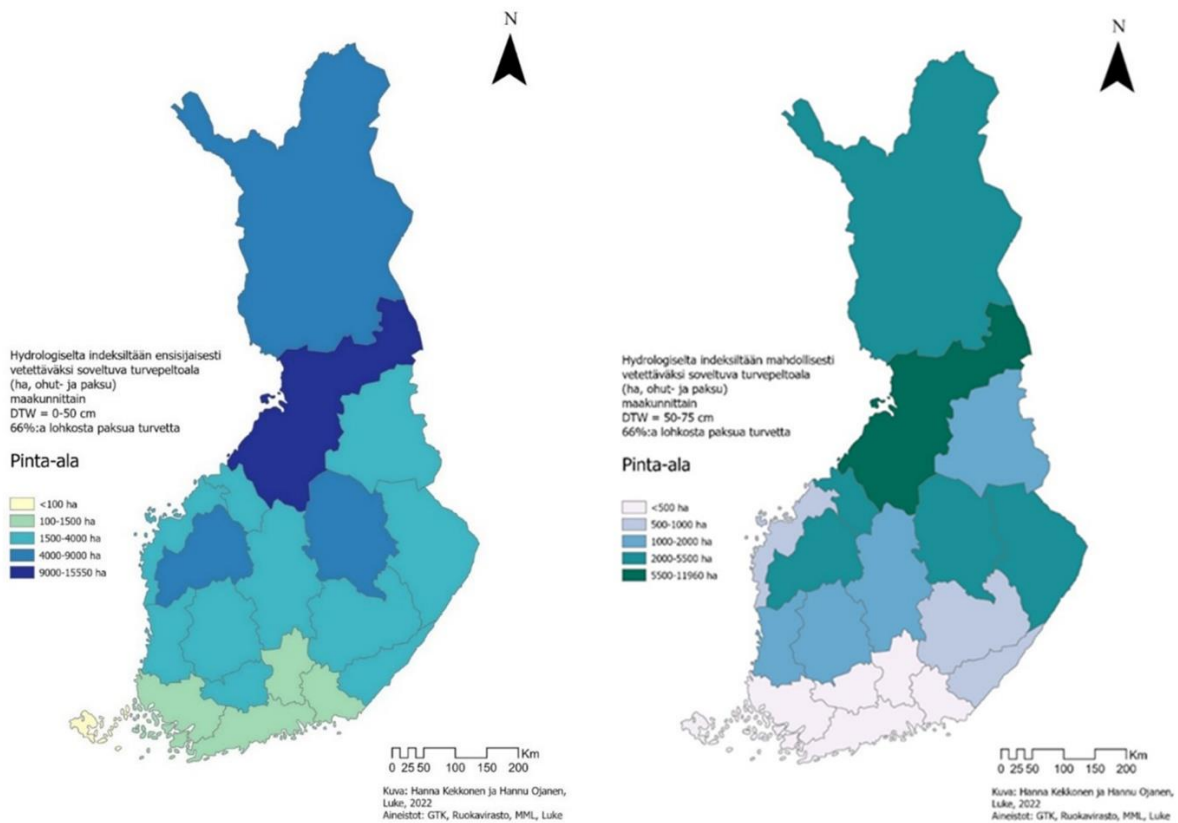 N
Hydrologiselta indeksiltään ensisijaisesti
vetettäväksi soveltuva turvepeltoala
(ha, ohut- ja paksu)
maakunnittain
DTW = 0-50 cm
66%:a lohkosta paksua turvetta
Pinta-ala
<100 ha
100-1500 ha
1500-4000 ha
4000-9000 ha
9000-15550 ha
Km
0 25 50 100 150 200
Kuva: Hanna Kekkonen ja Hannu Ojanen,
Luke, 2022
Aineistot: GTK, Ruokavirasto, MML, Luke
N
Hydrologiselta indeksiltään mahdollisesti
vetettäväksi soveltuva turvepeltoala
(ha, ohut- ja paksu)
maakunnittain
DTW = 50-75 cm
66%:a lohkosta paksua turvetta
Pinta-ala
<500 ha
500-1000 ha
1000-2000 ha
2000-5500 ha
5500-11960 ha
Km
0 25 50 100 150 200
Kuva: Hanna Kekkonen ja Hannu Ojanen,
Luke, 2022
Aineistot: GTK, Ruokavirasto, MML, Luke